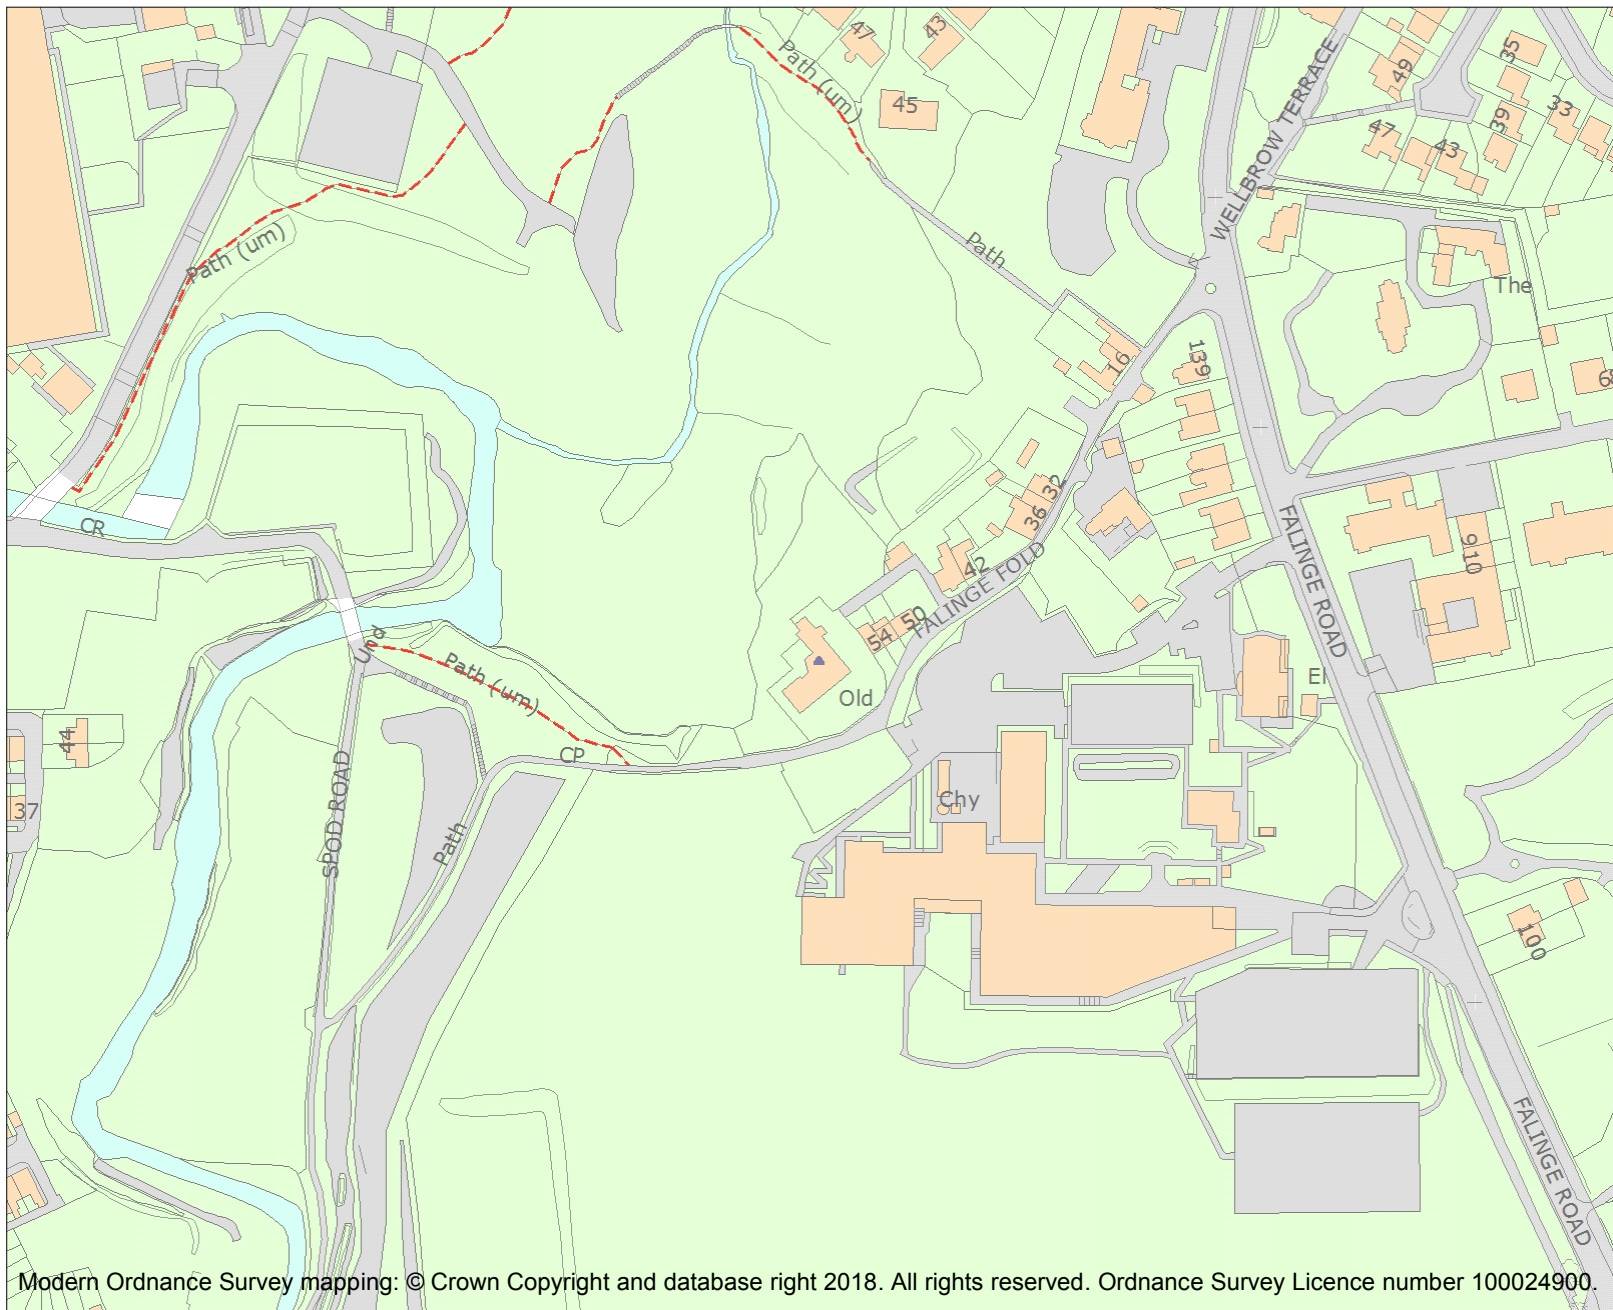 47
43
Path (um)
45
WELLBROW TERRACE
49
35
39
33
47
43
Path (um)
Path
The
16
139
32
36
CR
42
FALINGE FOLD
FALINGE ROAD
9
10
50
54
Und
Path (um)
Old
El
44
CP
37
SPOD ROAD
Path
Chy
100
FALINGE ROAD
Modern Ordnance Survey mapping: © Crown Copyright and database right 2018. All rights reserved. Ordnance Survey Licence number 100024900.